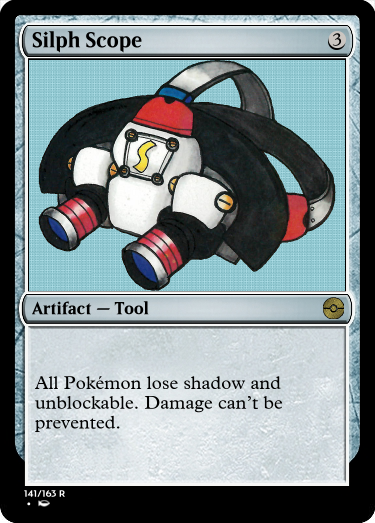 Silph Scope 3
S
Artifact — Tool
All Pokémon lose shadow and
unblockable. Damage can't be
prevented.
141/163 R